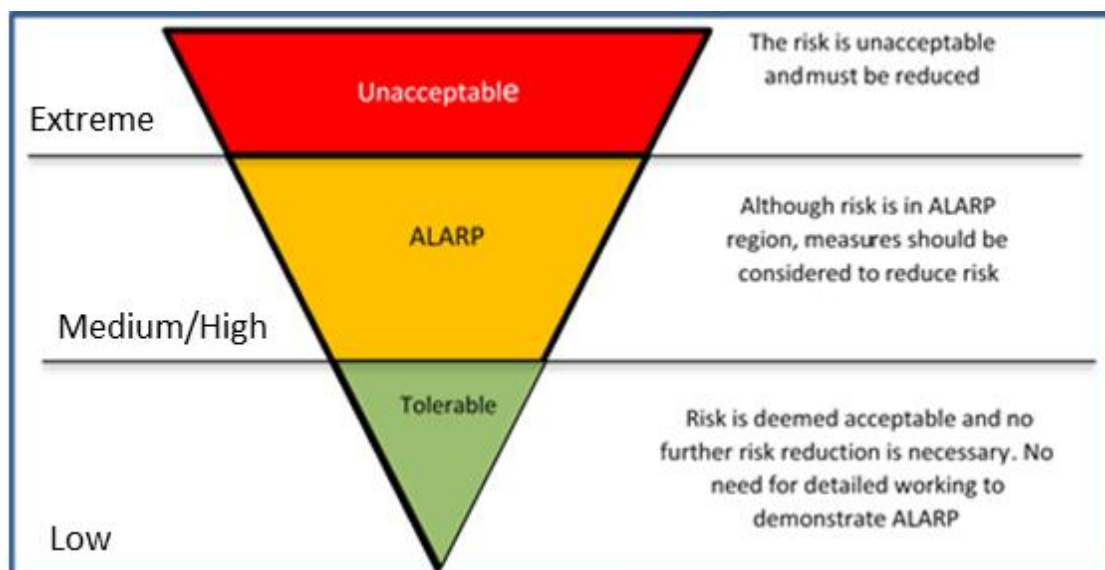 The risk is unacceptable
and must be reduced
Unacceptable
Extreme
Although risk is in ALARP
region, measures should be
considered to reduce risk
ALARP
Medium/High
Tolerable
Risk is deemed acceptable and no
further risk reduction is necessary. No
need for detailed working to
demonstrate ALARP
Low